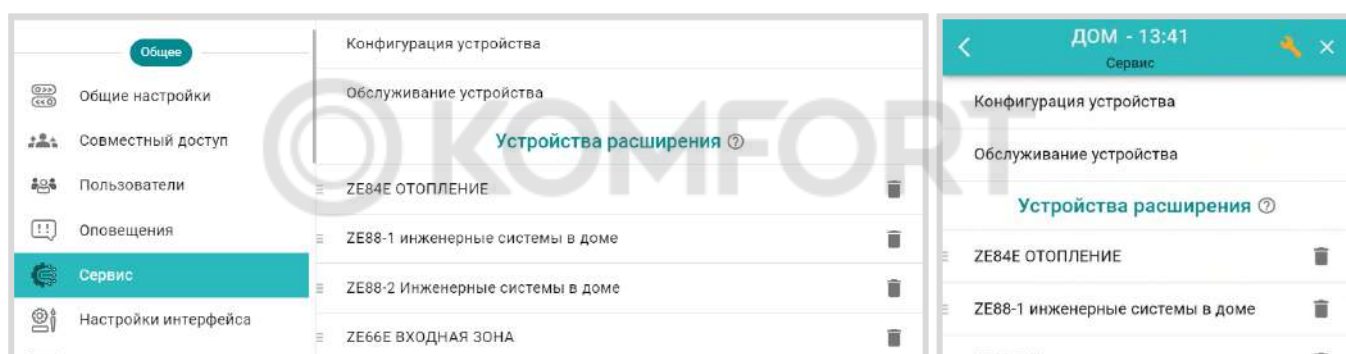 Общее
Общие настройки
Совместный доступ
Пользователи
Оповещения
Сервис
Настройки интерфейса
Конфигурация устройства
Обслуживание устройства
Устройства расширения
ZE84E ОТОПЛЕНИЕ
ZE88-1 инженерные системы в доме
ZE88-2 Инженерные системы в доме
ZE66E ВХОДНАЯ ЗОНА
ДОМ - 13:41
Сервис
Конфигурация устройства
Обслуживание устройства
Устройства расширения
ZE84E ОТОПЛЕНИЕ
ZE88-1 инженерные системы в доме
KOMFORT